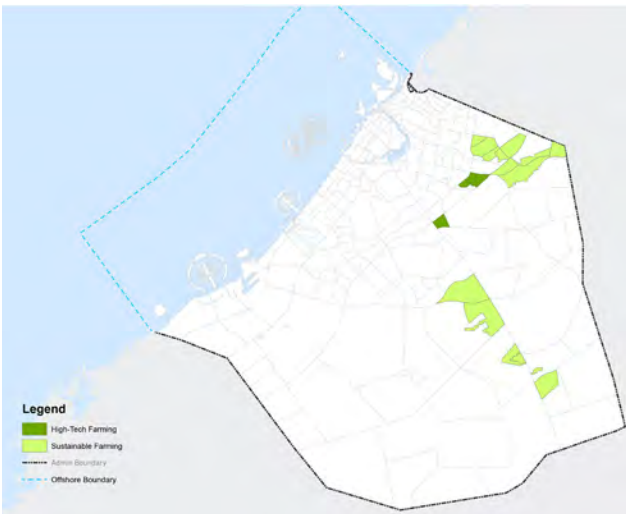 Legend
High-Tech Farming
Sustainable Farming
Admin Boundary
Offshore Boundary